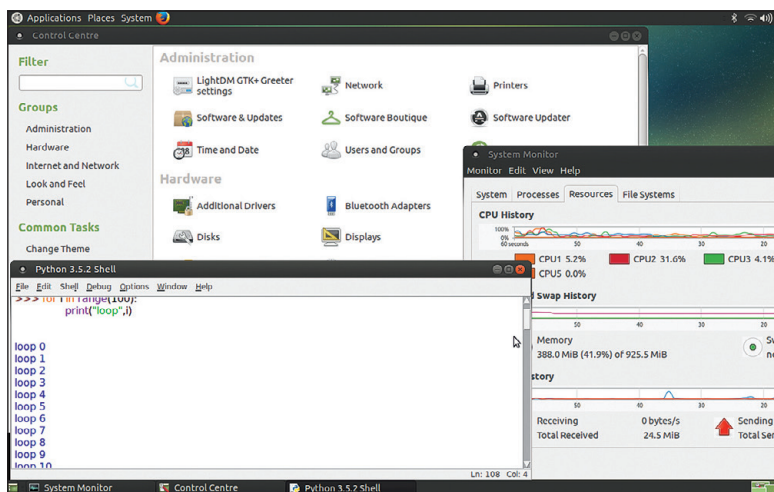 Applications Places System
Control Centre
Filter
Groups
Administration
Hardware
Internet and Network
Look and Feel
Personal
Common Tasks
Change Theme
Administration
LightDM GTK+ Greeter
settings
Network
Printers
Software & Updates
Software Boutique
Software Updater
Time and Date
Users and Groups
Hardware
Additional Drivers
Bluetooth Adapters
Disks
Displays
System Monitor
Monitor Edit View Help
System Processes Resources File Systems
CPU History
100%
0%
60 seconds 50 40 30 20
CPU1 5.2% CPU2 31.6% CPU3 4.1%
CPU5 0.0%
Swap History
50 40 30 20
Memory
388.0 MiB (41.9%) of 925.5 MiB
50 40 30 20
Receiving 0 bytes/s Sending
Total Received 24.5 MiB Total
Python 3.5.2 Shell
File Edit Shell Debug Options Window Help
>>> for i in range(100):
print("loop",i)
loop 0
loop 1
loop 2
loop 3
loop 4
loop 5
loop 6
loop 7
loop 8
loop 9
loop 10
Ln: 108 Col: 4
System Monitor Control Centre Python 3.5.2 Shell